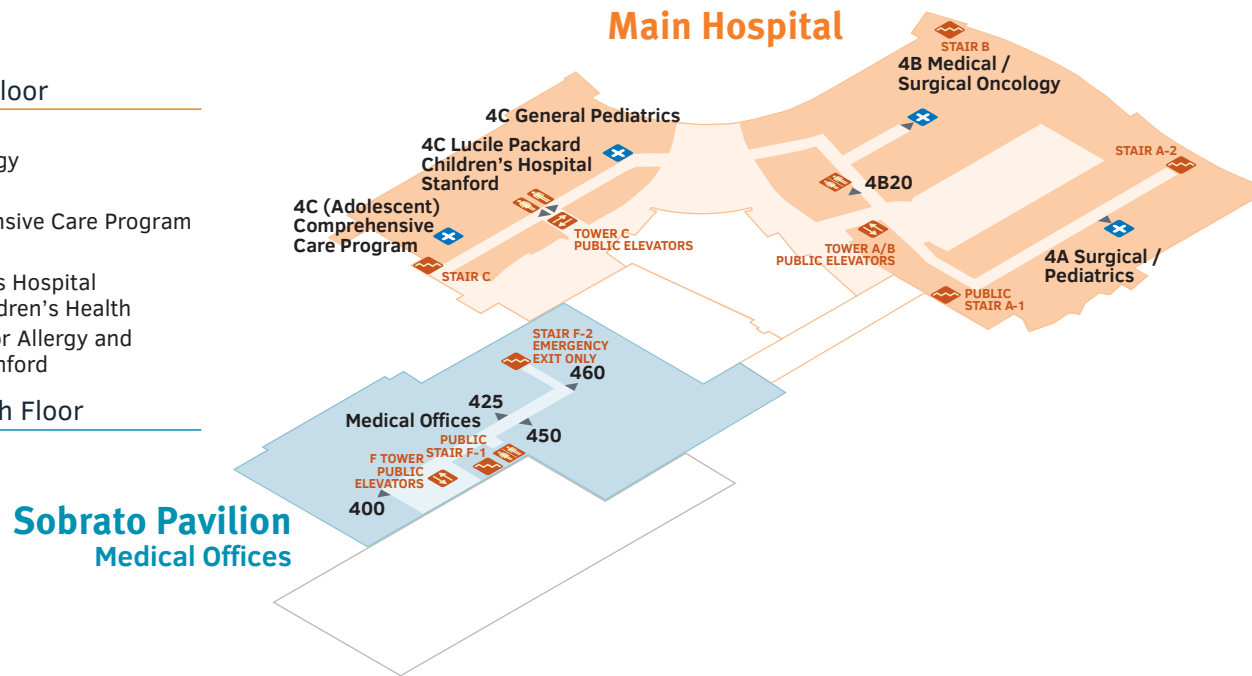 Main Hospital
loor
gy
nsive Care Program
s Hospital
dren's Health
or Allergy and
nford
h Floor
STAIR B
4B Medical /
Surgical Oncology
4C General Pediatrics
4C Lucile Packard
Children's Hospital
Stanford
STAIR A-2
4B20
4C (Adolescent)
Comprehensive
Care Program
TOWER C
PUBLIC ELEVATORS
TOWER A/B
PUBLIC ELEVATORS
4A Surgical /
Pediatrics
STAIR C
PUBLIC
STAIR A-1
STAIR F-2
EMERGENCY
EXIT ONLY
460
425
Medical Offices
450
PUBLIC
STAIR F-1
F TOWER
PUBLIC
ELEVATORS
400
Sobrato Pavilion
Medical Offices